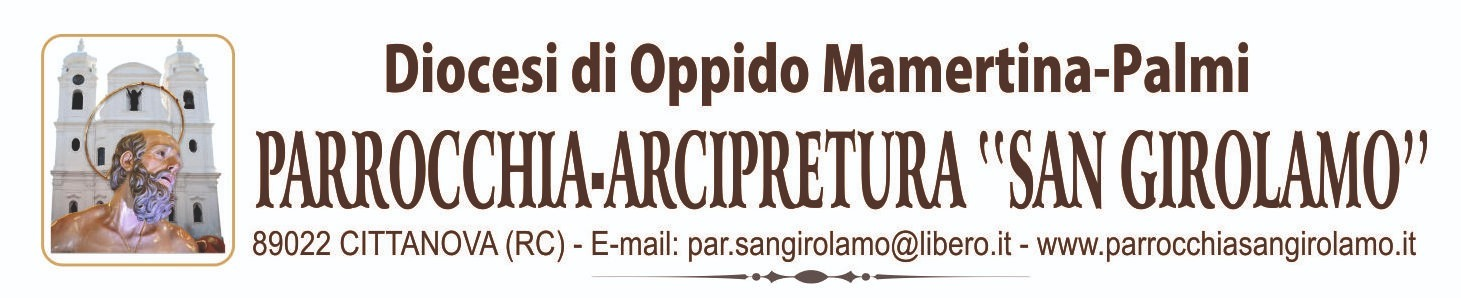 Diocesi di Oppido Mamertina-Palmi
PARROCCHIA-ARCIPRETURA “SAN GIROLAMO”
89022 CITTANOVA (RC) - E-mail: par.sangirolamo@libero.it - www.parrocchiasangirolamo.it